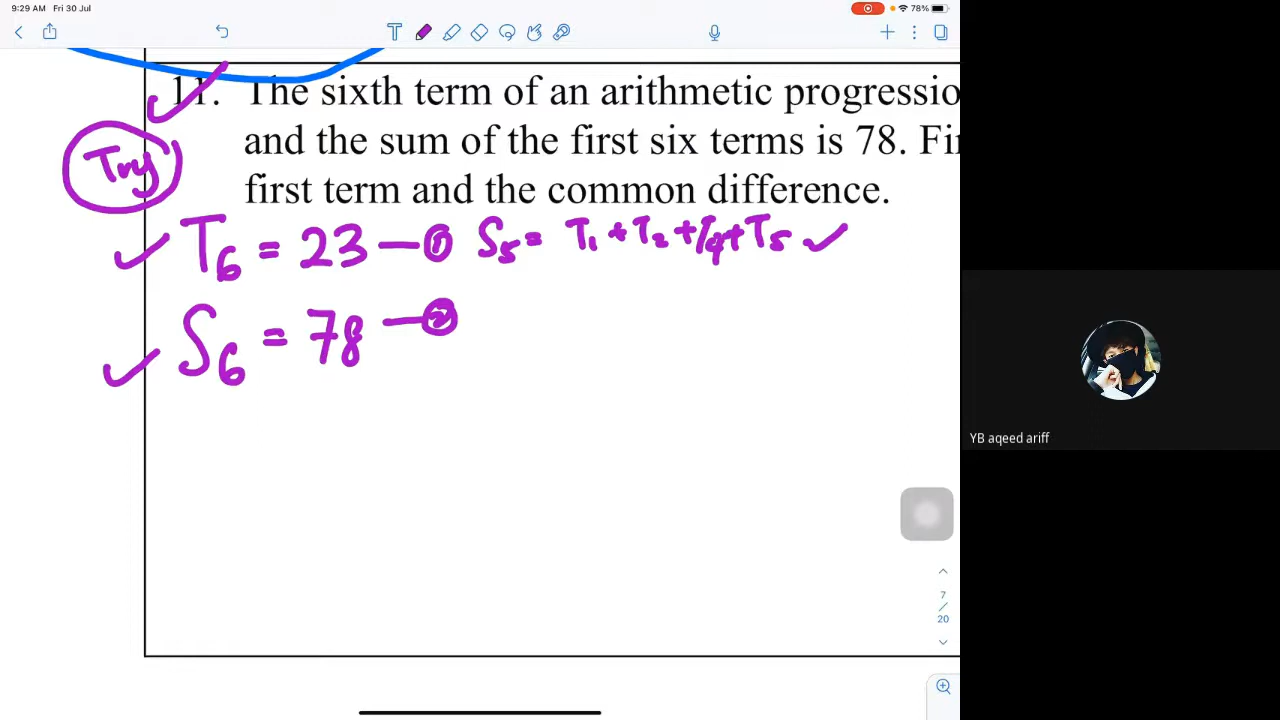 9:29 AM Fri 30 Jul
78%
11. The sixth term of an arithmetic progressio
and the sum of the first six terms is 78. Fi
first term and the common difference.
Try
T6 = 23 — ①
S5 = T1 + T2 + T4 + T5
S6 = 78 — ②
YB aqeed ariff
7
/
20